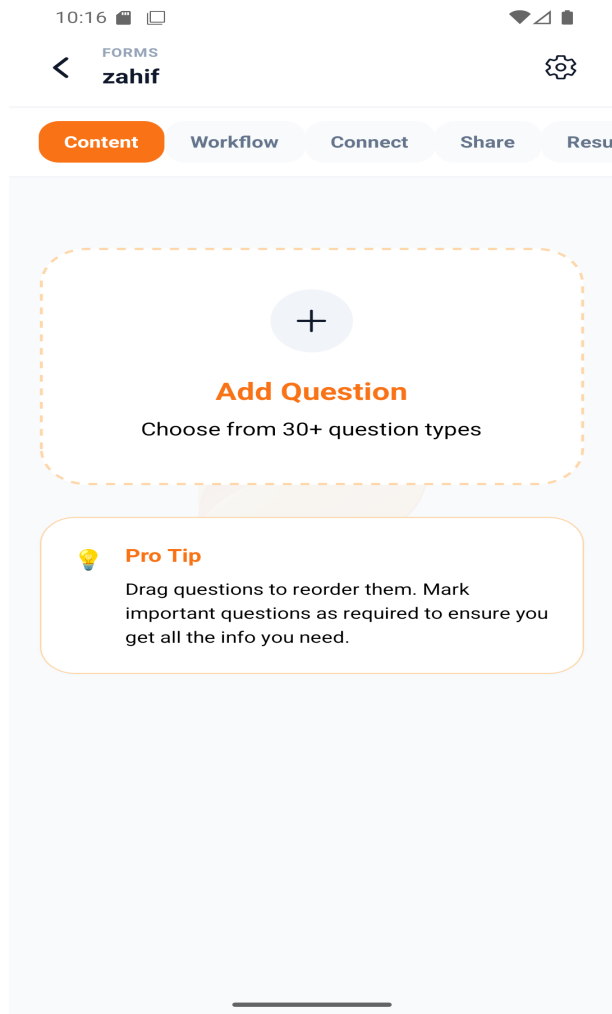 10:16
FORMS
zahif
Content Workflow Connect Share Resu
Add Question
Choose from 30+ question types
Pro Tip
Drag questions to reorder them. Mark
important questions as required to ensure you
get all the info you need.